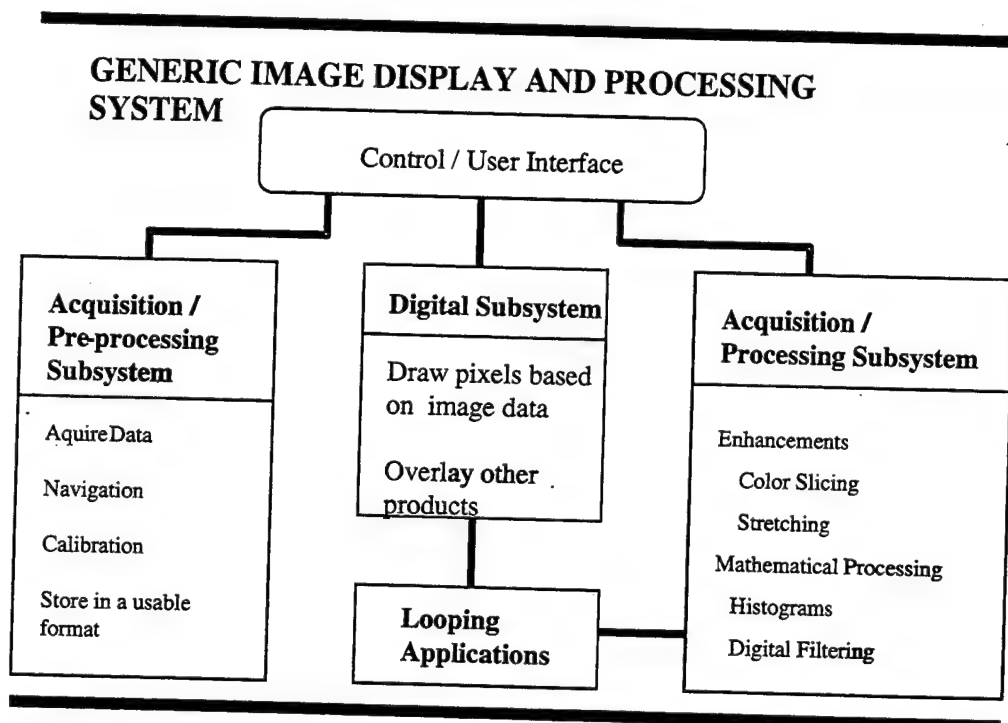 GENERIC IMAGE DISPLAY AND PROCESSING
SYSTEM
Control / User Interface
Acquisition /
Pre-processing
Subsystem
AquireData
Navigation
Calibration
Store in a usable
format
Digital Subsystem
Draw pixels based
on image data
Overlay other
products
Looping
Applications
Acquisition /
Processing Subsystem
Enhancements
Color Slicing
Stretching
Mathematical Processing
Histograms
Digital Filtering